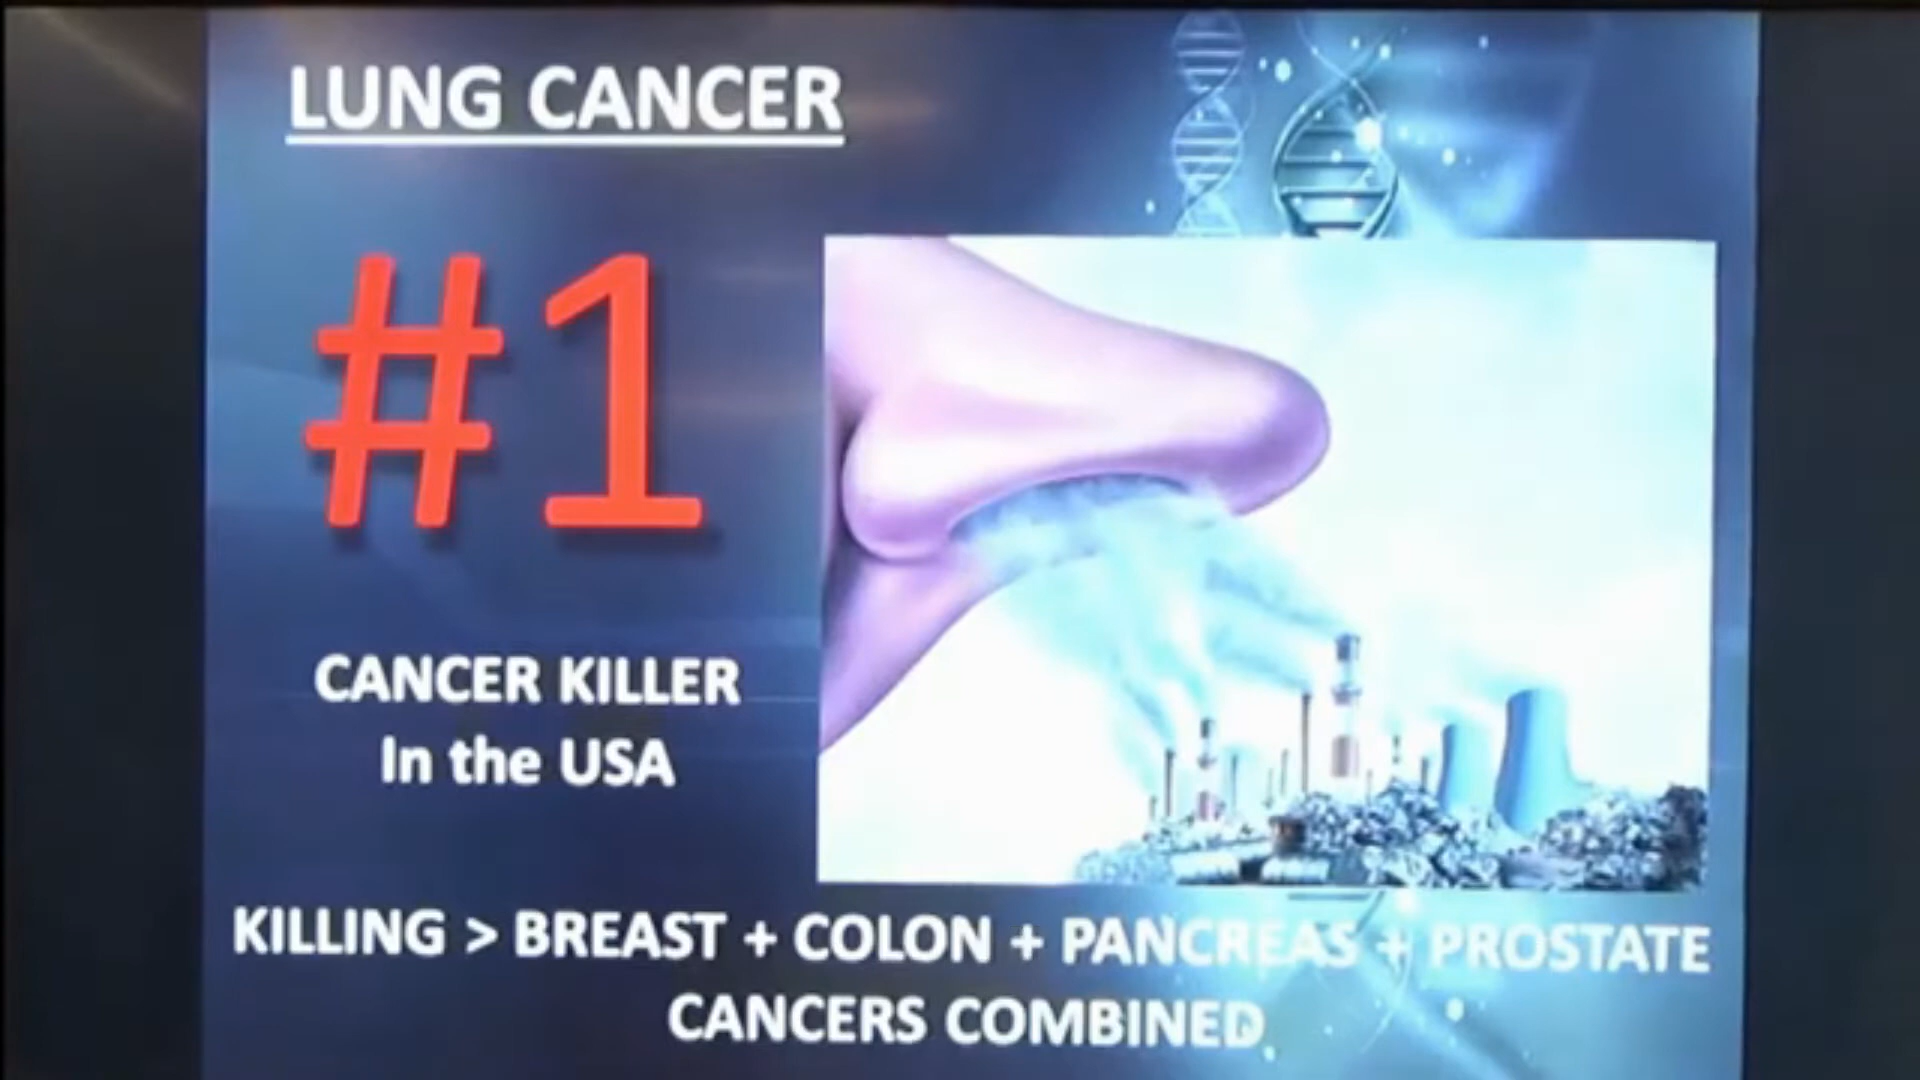 LUNG CANCER
#1
CANCER KILLER
In the USA
KILLING > BREAST + COLON + PANCREAS + PROSTATE
CANCERS COMBINED